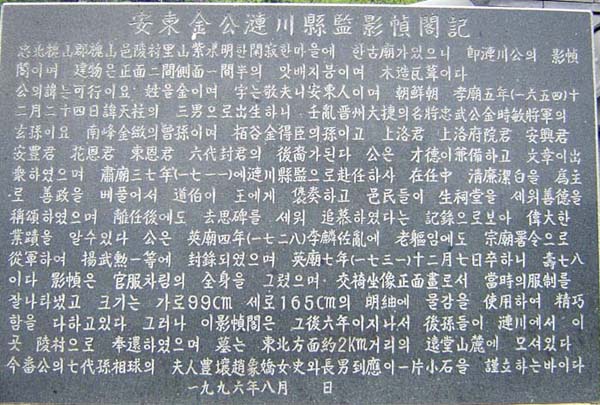 安東金公漣川縣監影幀閣記
忠北槐山郡槐山邑陵村里山紫水明한閑寂한마을에 한古廟가있으니 卽漣川公의 影幀
閣이며 建物은正面二間側面一間半의 맛배지붕이며 木造瓦葺이다
公의諱는可行이요 姓은金이며 字는敬夫니安東人이며 朝鮮朝 孝廟五年(一六五四)十
二月二十四日諱天柱의 三男으로出生하니 壬亂晋州大捷의名將忠武公金時敏將軍의
玄孫이요 南峰金緻의曾孫이며 栢谷金得臣의孫이고 上洛君 上洛府院君 安興君
安豊君 花恩君 東恩君 六代封君의 後裔가된다 公은 才德이兼備하고 文章이出
衆하였으며 肅廟三七年(一七一一)에漣川縣監으로赴任하사 在任中 清廉潔白을 為主
로 善政을 베풀어서 道伯이 王에게 褒奏하고 邑民들이 生祠堂을 세의善德을
稱頌하였으며 離任後에도 去思碑를 세의 追慕하였다는 記錄으로보아 偉大한
業蹟을 알수있다 公은 英廟四年(一七二八)李麟佐亂에 老軀임에도 宗廟署令으로
從軍하여 揚武勳一等에 封錄되였으며 英廟七年(一七三一)十二月七日卒하니 壽七八
이다 影幀은 官服차림의 全身을 그렸으며 交椅坐像正面畫로서 當時의服制를
잘나타냈고 크기는 가로99cm 세로165cm의 明紬에 물감을 使用하여 精巧
함을 다하고있다 그러나 이影幀閣은 그後六年이지나서 後孫들이 漣川에서 이
곳 陵村으로 奉還하였으며 墓는 東北方面約2km거리의 遠堂山麓에 모셔있다
今番公의七代孫相球의 夫人豊壤趙象嬌女史와長男到應이一片小石을 謹立하는바이다
一九九六年八月 日